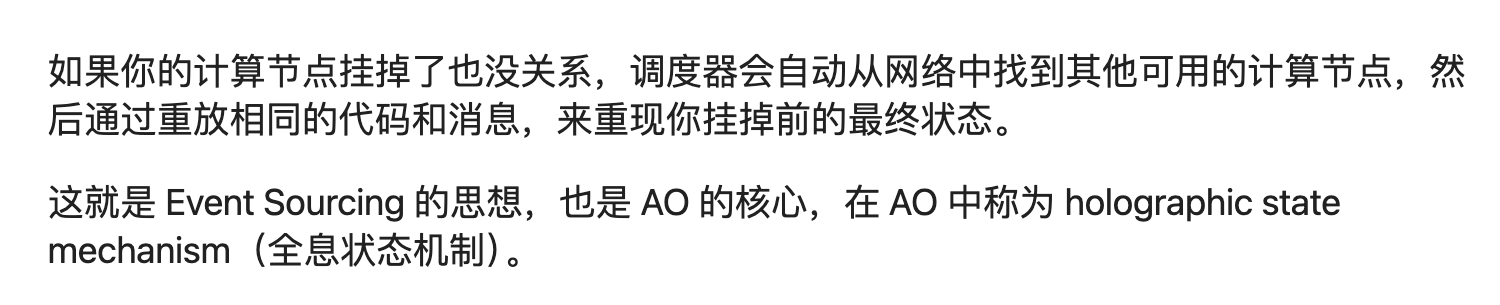 如果你的计算节点挂掉了也没关系，调度器会自动从网络中找到其他可用的计算节点，然
后通过重放相同的代码和消息，来重现你挂掉前的最终状态。
这就是 Event Sourcing 的思想，也是 AO 的核心，在 AO 中称为 holographic state
mechanism（全息状态机制）。